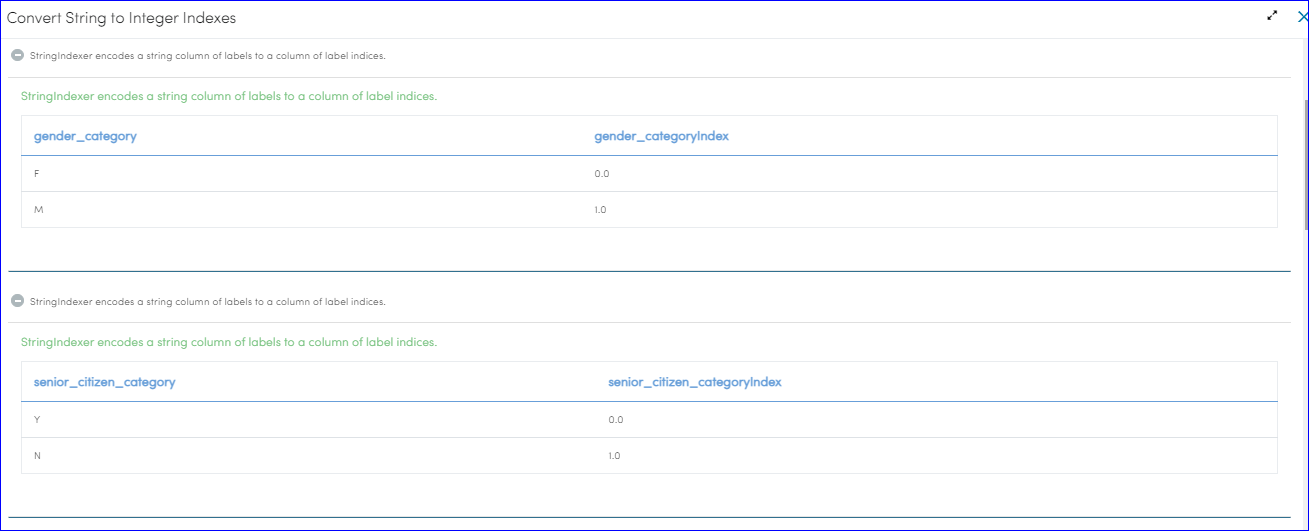 Convert String to Integer Indexes
StringIndexer encodes a string column of labels to a column of label indices.
StringIndexer encodes a string column of labels to a column of label indices.
gender_category gender_categoryIndex
F 0.0
M 1.0
StringIndexer encodes a string column of labels to a column of label indices.
StringIndexer encodes a string column of labels to a column of label indices.
senior_citizen_category senior_citizen_categoryIndex
Y 0.0
N 1.0